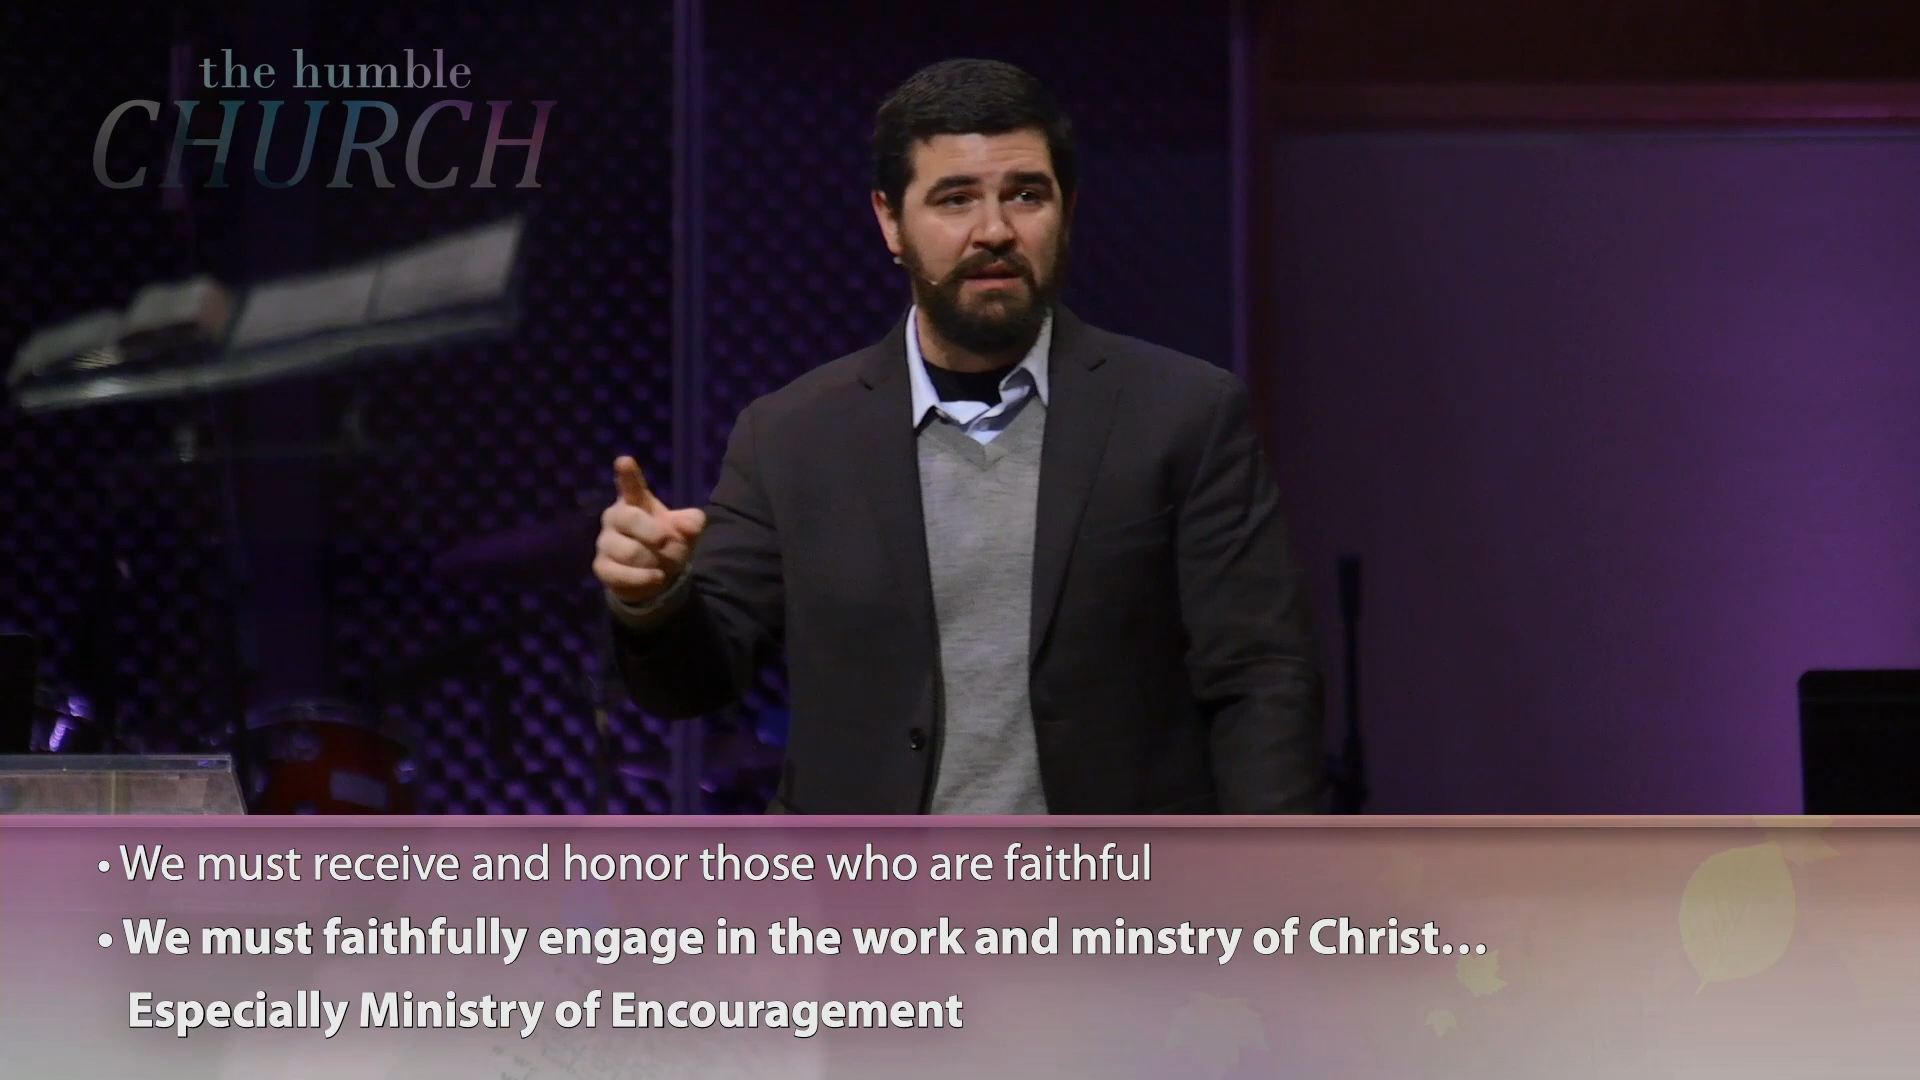 the humble
CHURCH
• We must receive and honor those who are faithful
• We must faithfully engage in the work and minstry of Christ…
Especially Ministry of Encouragement